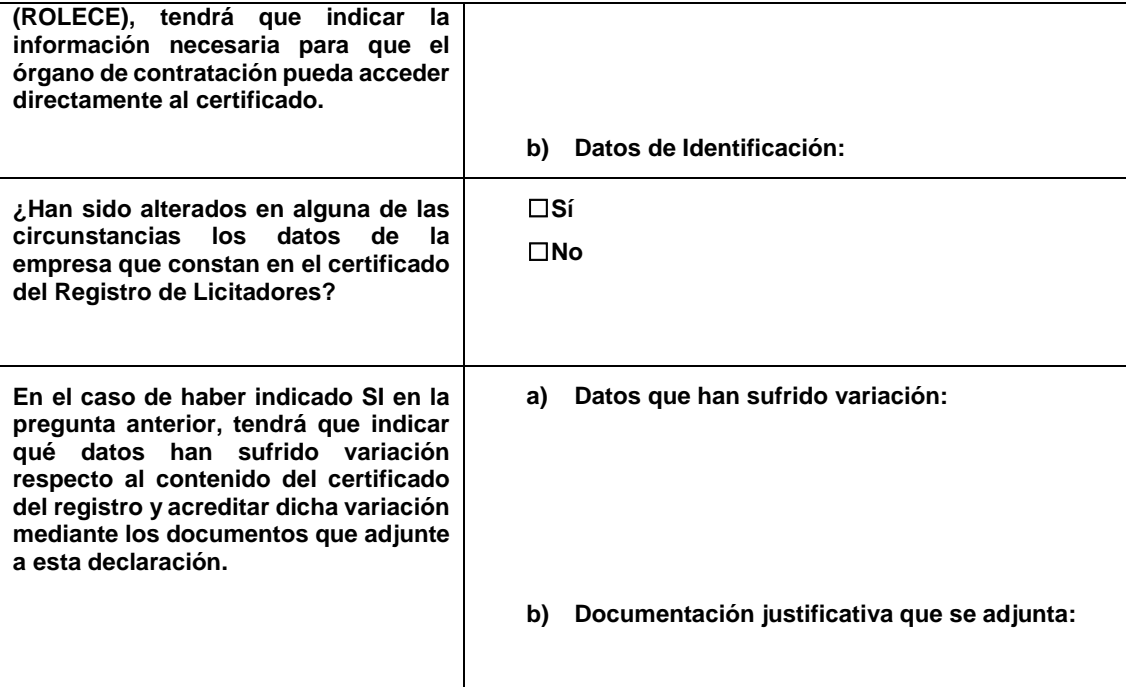 (ROLECE), tendrá que indicar la
información necesaria para que el
órgano de contratación pueda acceder
directamente al certificado.
b) Datos de Identificación:
¿Han sido alterados en alguna de las
circunstancias los datos de la
empresa que constan en el certificado
del Registro de Licitadores?
☐Sí
☐No
En el caso de haber indicado SI en la
pregunta anterior, tendrá que indicar
qué datos han sufrido variación
respecto al contenido del certificado
del registro y acreditar dicha variación
mediante los documentos que adjunte
a esta declaración.
a) Datos que han sufrido variación:
b) Documentación justificativa que se adjunta: